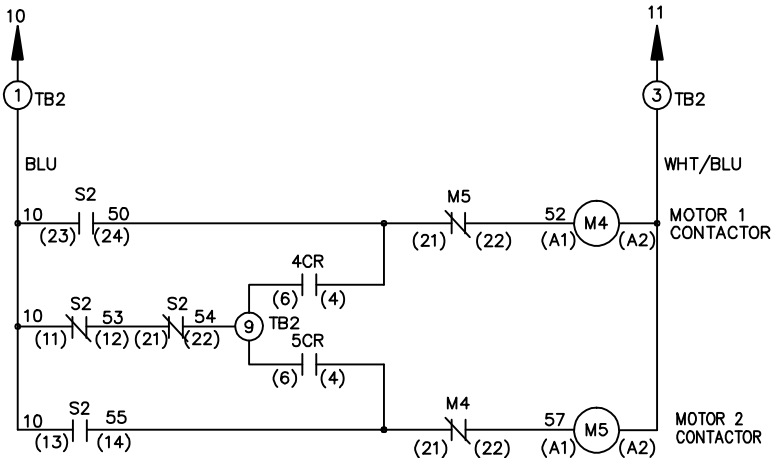 10
11
1 TB2
3 TB2
BLU
WHT/BLU
S2
M5
10 50
52
M4
MOTOR 1
CONTACTOR
(23) (24)
(21) (22)
(A1) (A2)
4CR
(6) (4)
10 S2 53 S2 54
9 TB2
(11) (12) (21) (22)
5CR
(6) (4)
S2
M4
10 55
57
M5
MOTOR 2
CONTACTOR
(13) (14)
(21) (22)
(A1) (A2)